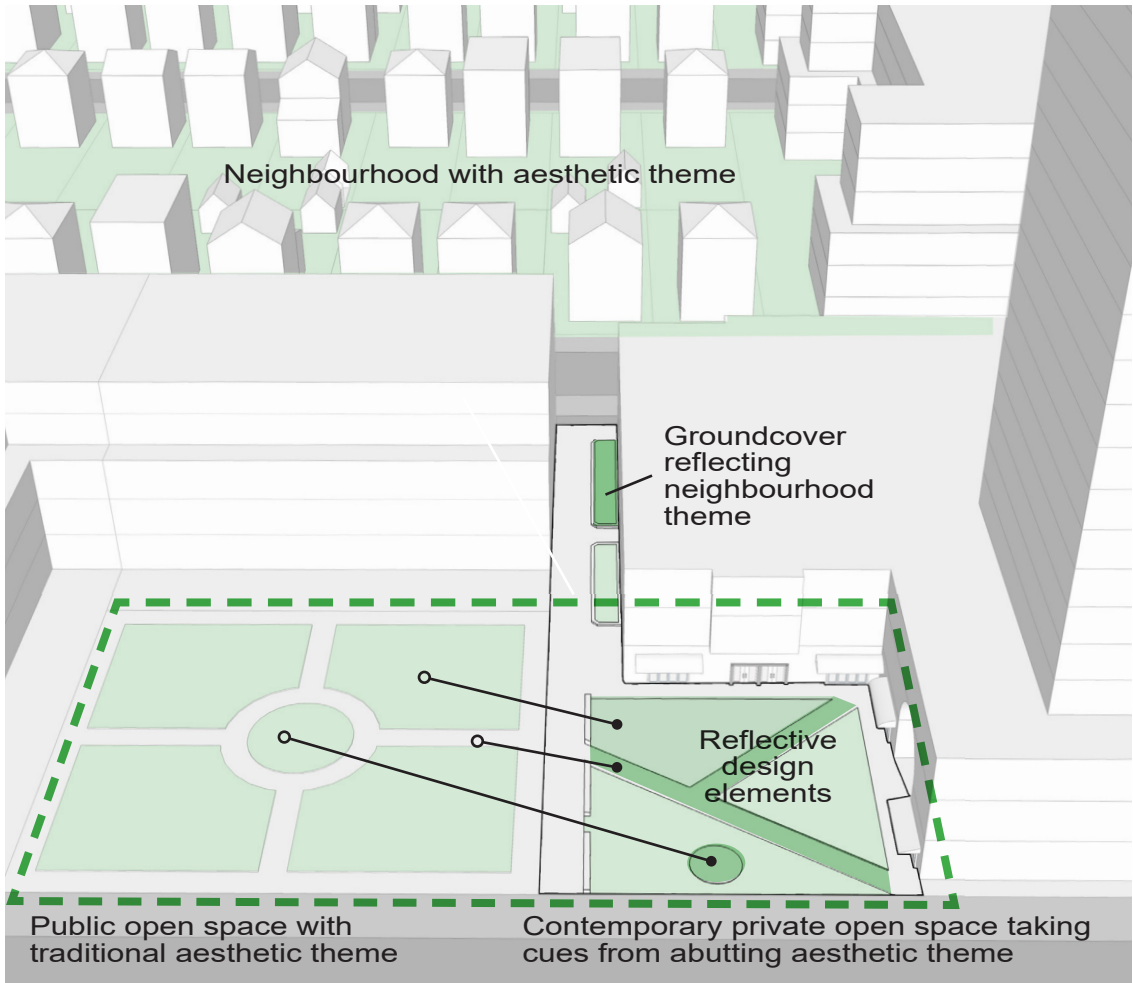 Neighbourhood with aesthetic theme
Groundcover
reflecting
neighbourhood
theme
Reflective
design
elements
Public open space with
traditional aesthetic theme
Contemporary private open space taking
cues from abutting aesthetic theme